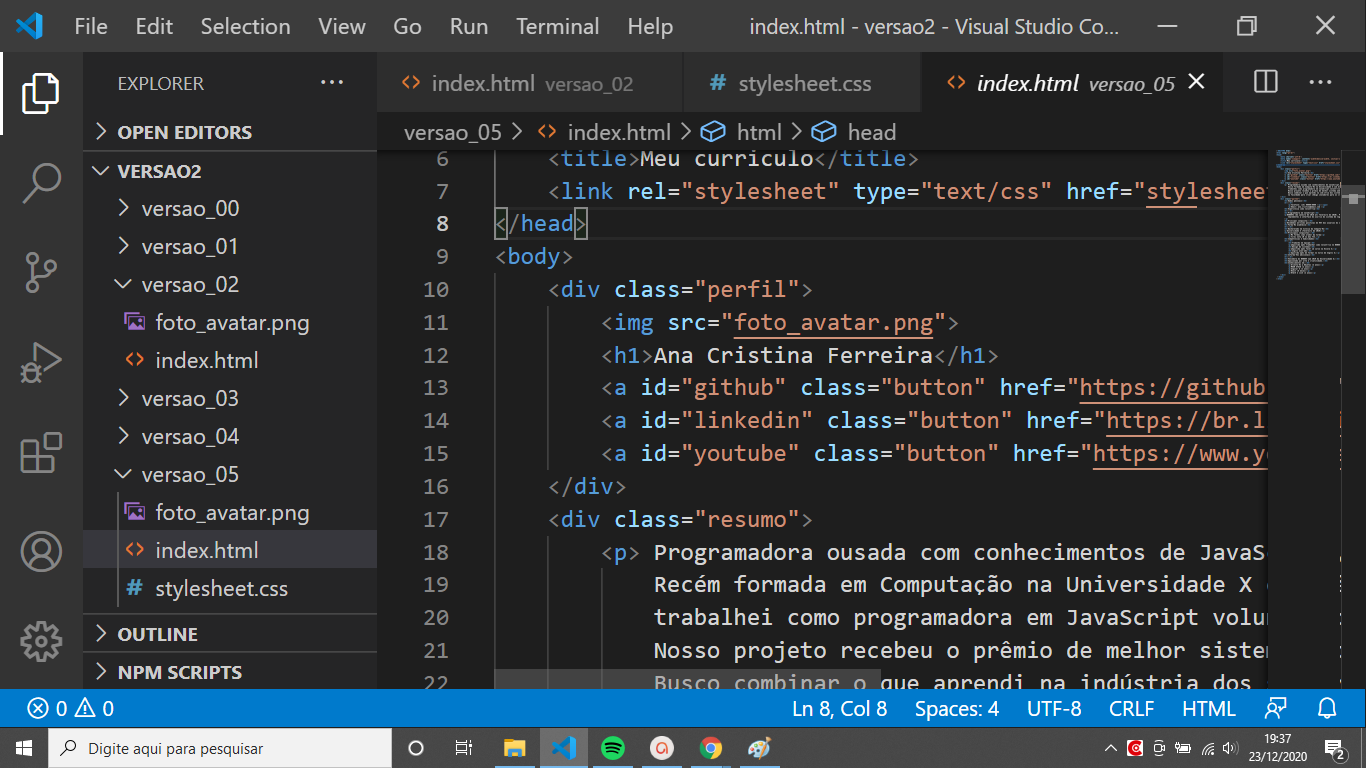 File Edit Selection View Go Run Terminal Help index.html - versao2 - Visual Studio Co...
EXPLORER
OPEN EDITORS
VERSAO2
versao_00
versao_01
versao_02
foto_avatar.png
index.html
versao_03
versao_04
versao_05
foto_avatar.png
index.html
stylesheet.css
OUTLINE
NPM SCRIPTS
index.html versao_02 # stylesheet.css index.html versao_05
versao_05 > index.html > html > head
6 <title>Meu curriculo</title>
7 <link rel="stylesheet" type="text/css" href="stylesheet
8 </head>
9 <body>
10 <div class="perfil">
11 <img src="foto_avatar.png">
12 <h1>Ana Cristina Ferreira</h1>
13 <a id="github" class="button" href="https://github
14 <a id="linkedin" class="button" href="https://br.l
15 <a id="youtube" class="button" href="https://www.y
16 </div>
17 <div class="resumo">
18 <p> Programadora ousada com conhecimentos de JavaS
19 Recém formada em Computação na Universidade X
20 trabalhei como programadora em JavaScript volu
21 Nosso projeto recebeu o prêmio de melhor siste
22 Busco combinar o que aprendi na indústria dos
0 0 Ln 8, Col 8 Spaces: 4 UTF-8 CRLF HTML
Digite aqui para pesquisar
19:37
23/12/2020
2